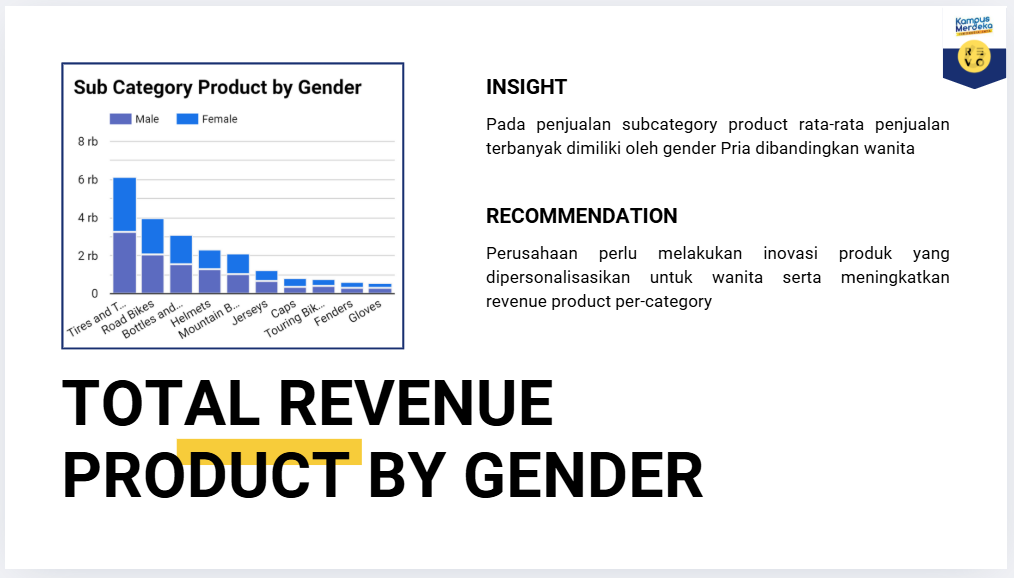 Kampus
Merdeka
Sub Category Product by Gender
Male
Female
8 rb
6 rb
4 rb
2 rb
0
Tires and T...
Road Bikes
Bottles and...
Helmets
Mountain B...
Jerseys
Caps
Touring Bik...
Fenders
Gloves
INSIGHT
Pada penjualan subcategory product rata-rata penjualan
terbanyak dimiliki oleh gender Pria dibandingkan wanita
RECOMMENDATION
Perusahaan perlu melakukan inovasi produk yang
dipersonalisasikan untuk wanita serta meningkatkan
revenue product per-category
TOTAL REVENUE
PRODUCT BY GENDER